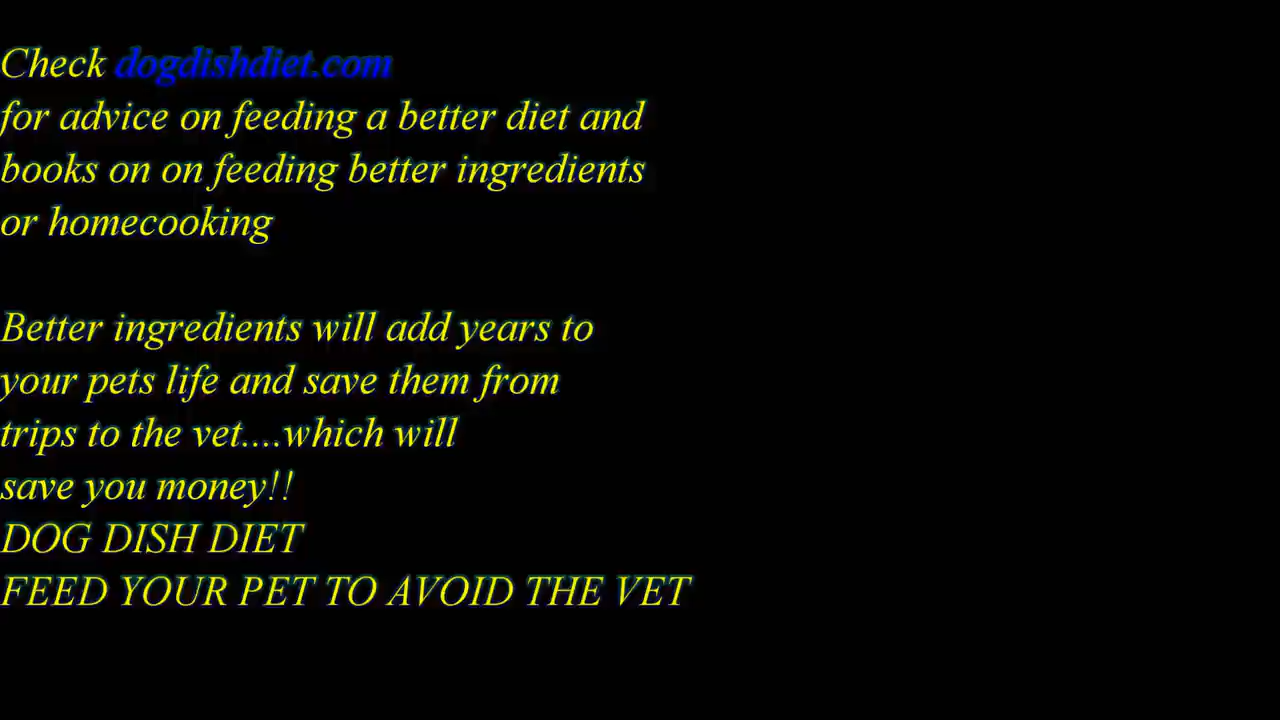 Check dogdishdiet.com
for advice on feeding a better diet and
books on on feeding better ingredients
or homecooking
Better ingredients will add years to
your pets life and save them from
trips to the vet....which will
save you money!!
DOG DISH DIET
FEED YOUR PET TO AVOID THE VET